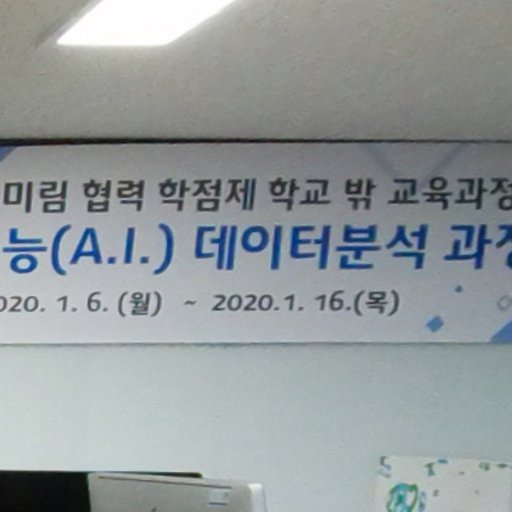 미림 협력 학점제 학교 밖 교육과정
능(A.I.) 데이터분석 과정
020. 1. 6. (월) ~ 2020.1. 16.(목)